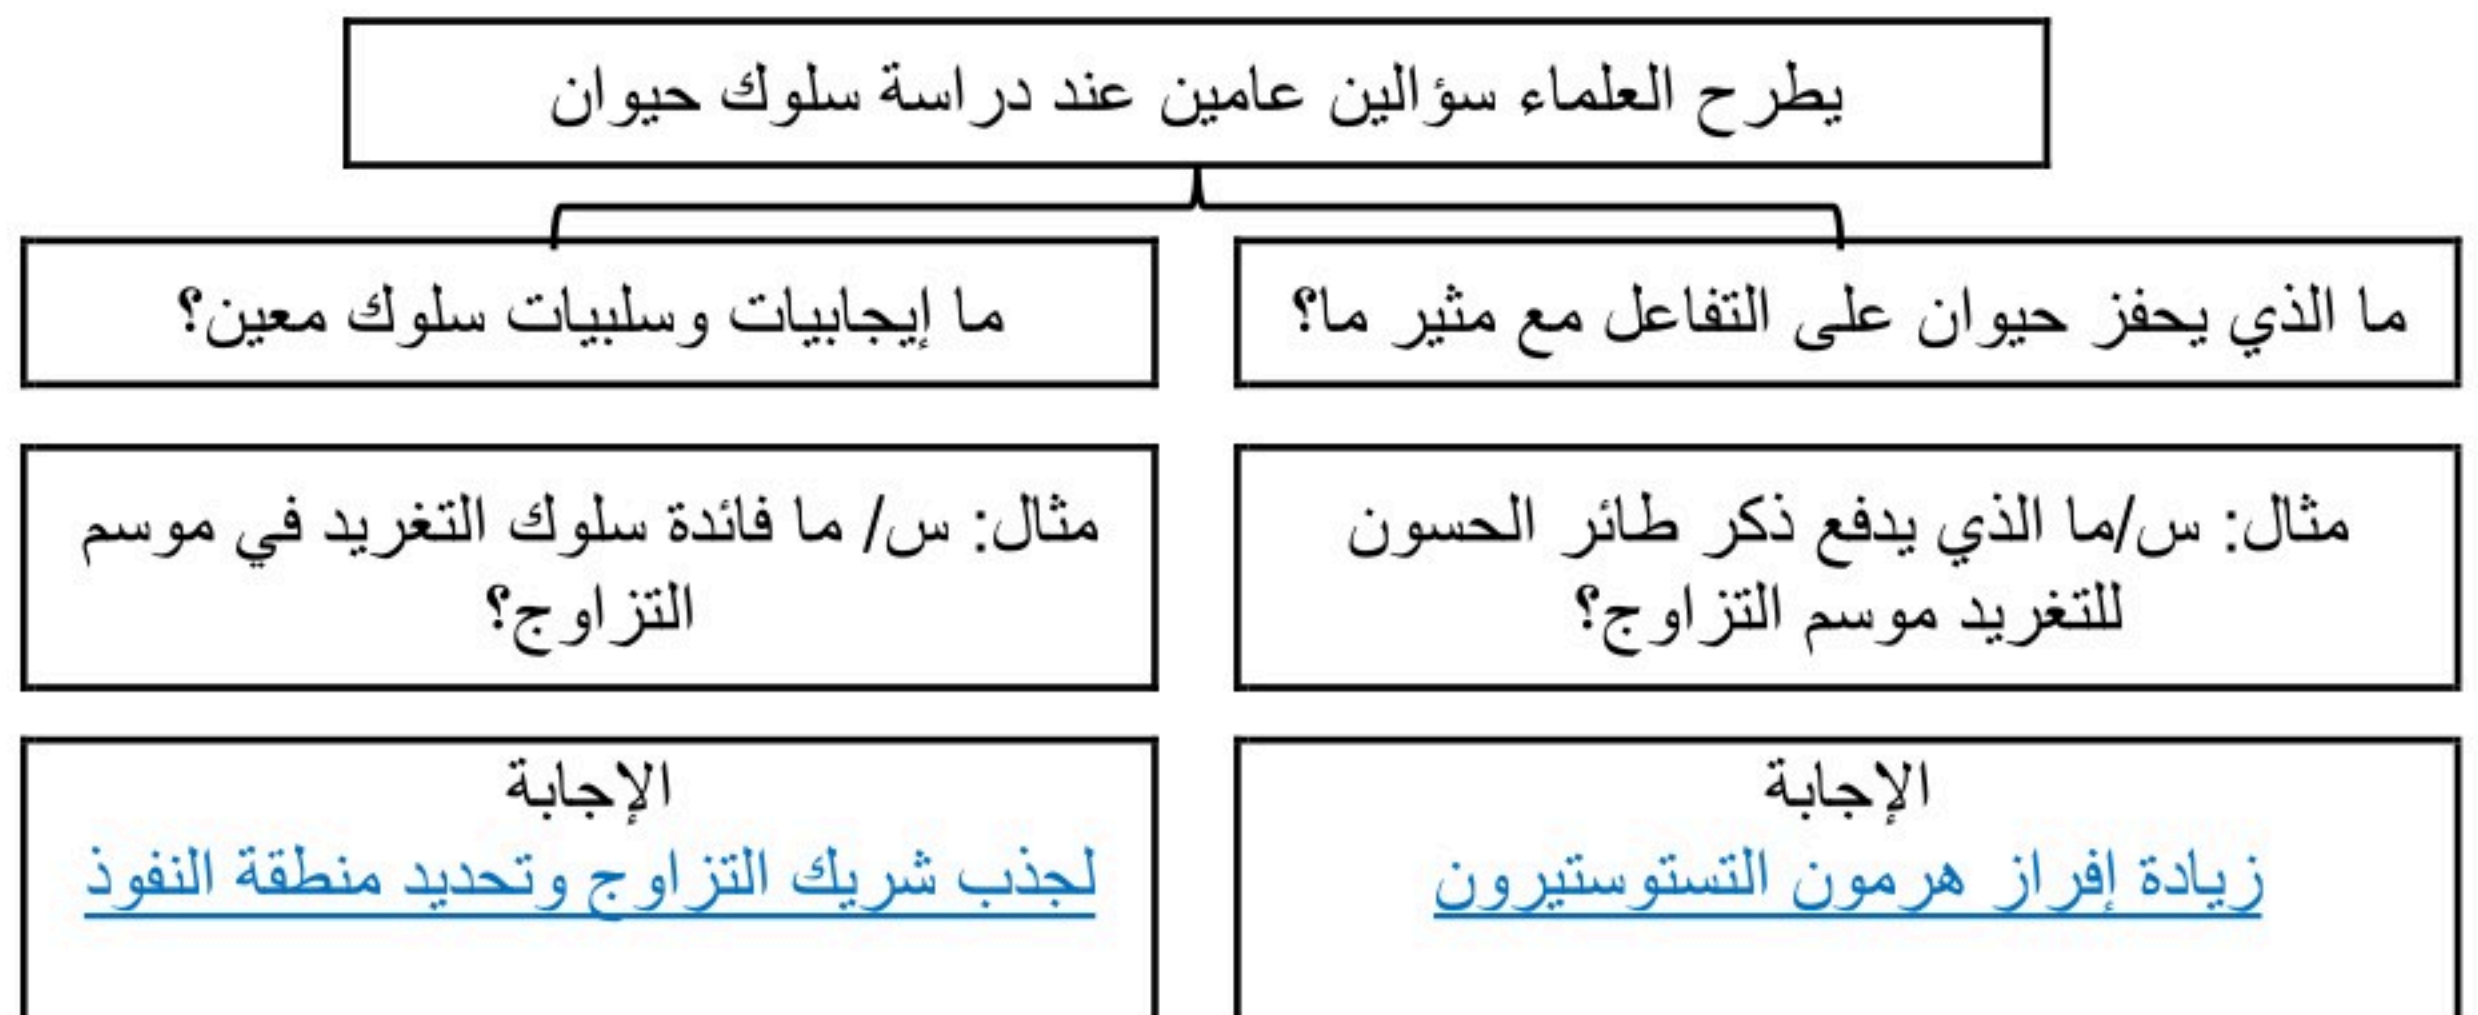 يطرح العلماء سؤالين عامين عند دراسة سلوك حيوان
ما الذي يحفز حيوان على التفاعل مع مثير ما؟
ما إيجابيات وسلبيات سلوك معين؟
مثال: س/ما الذي يدفع ذكر طائر الحسون
للتغريد موسم التزاوج؟
مثال: س/ ما فائدة سلوك التغريد في موسم
التزاوج؟
الإجابة
زيادة إفراز هرمون التستوستيرون
الإجابة
لجذب شريك التزاوج وتحديد منطقة النفوذ